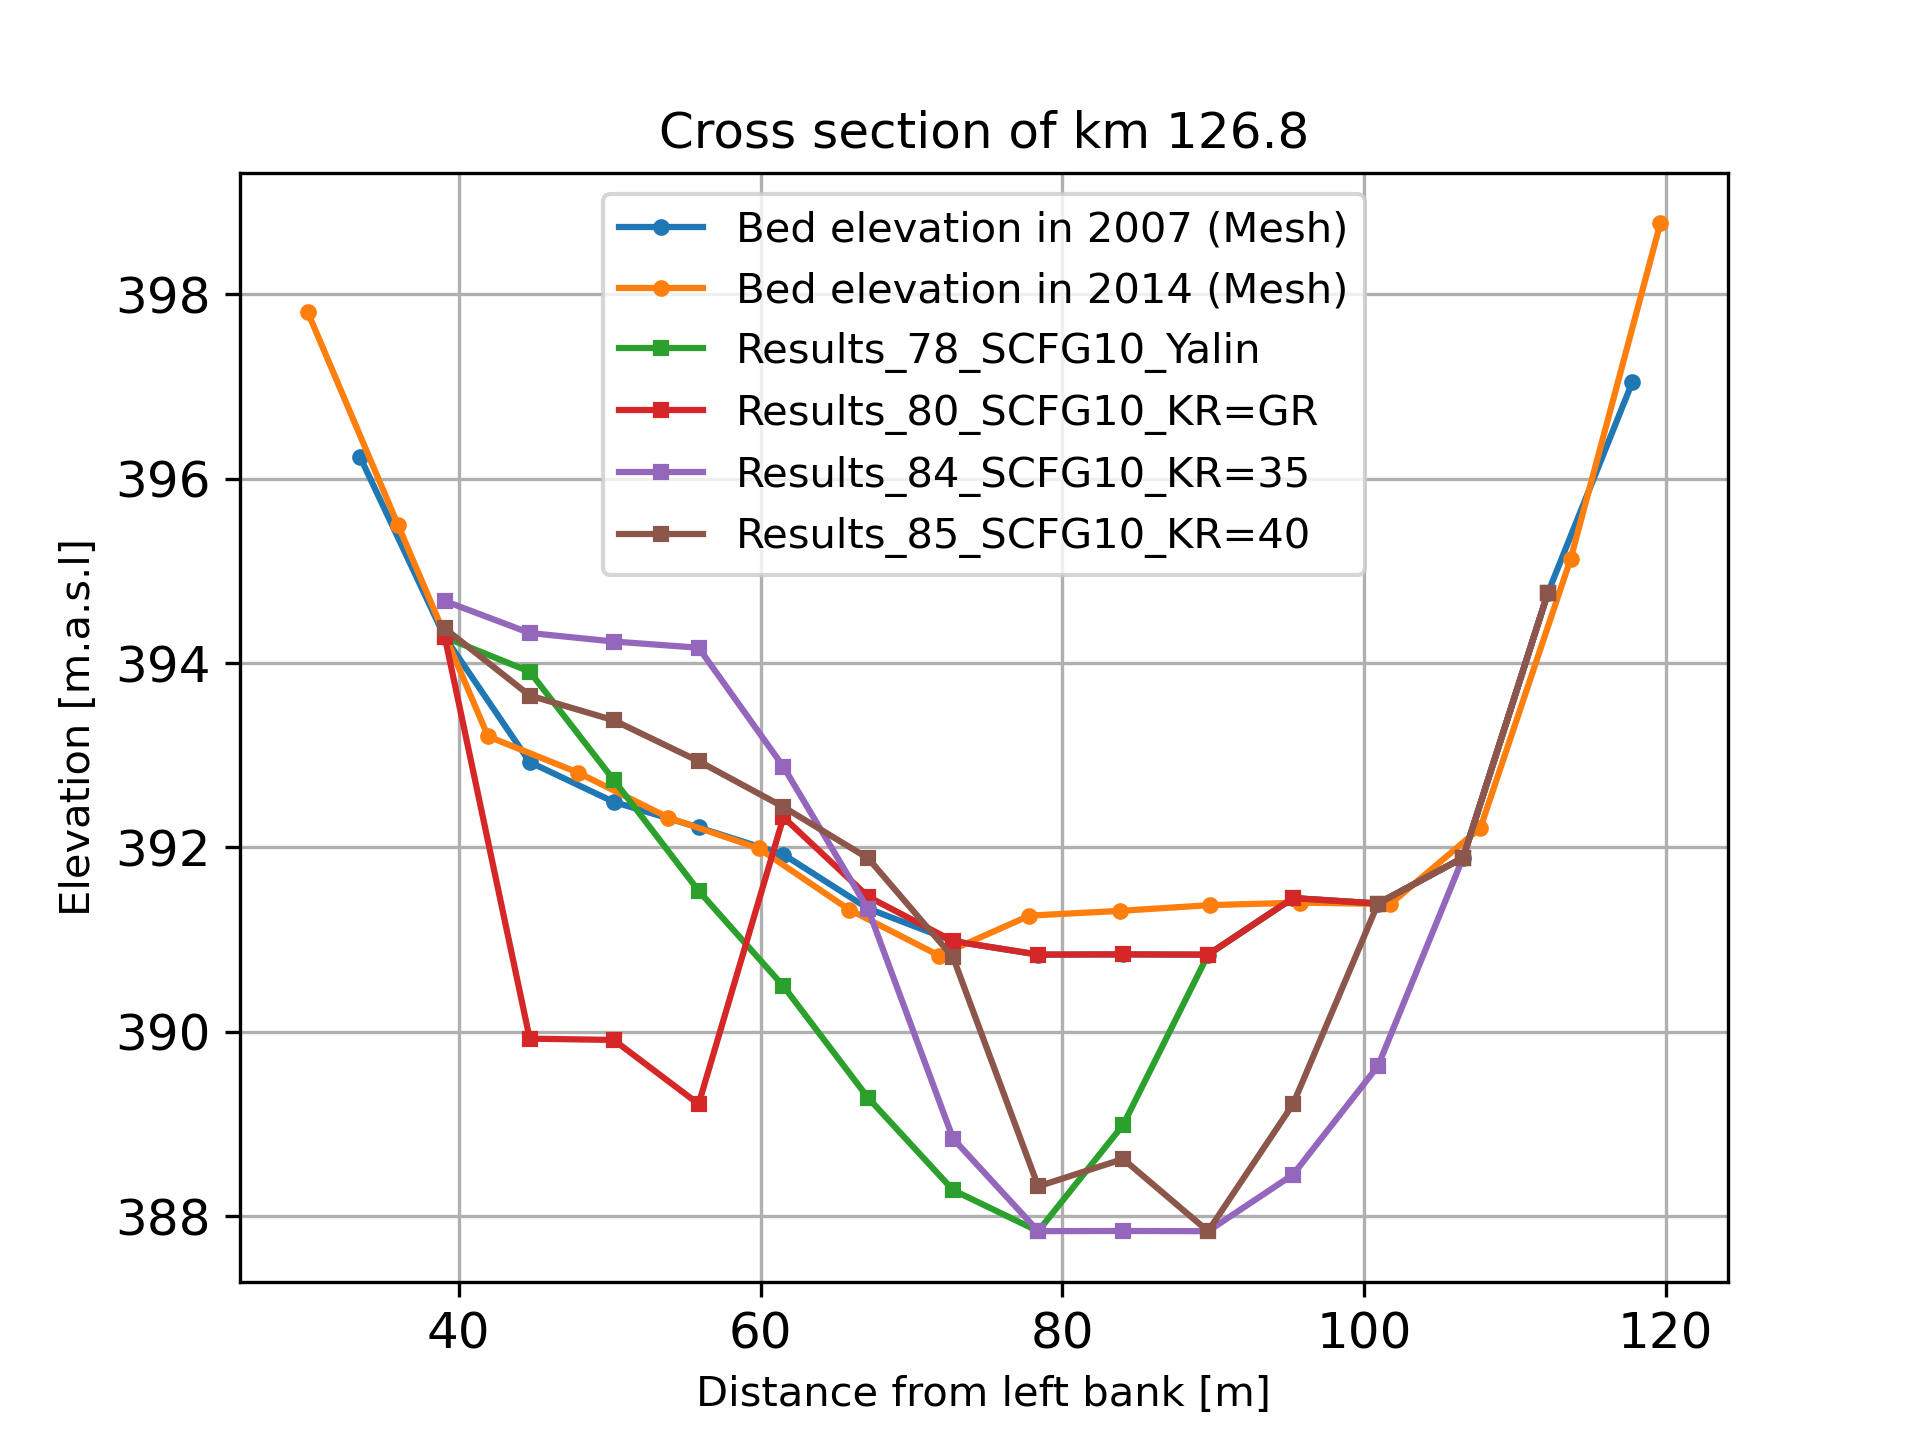 Cross section of km 126.8
Bed elevation in 2007 (Mesh)
Bed elevation in 2014 (Mesh)
Results_78_SCFG10_Yalin
Results_80_SCFG10_KR=GR
Results_84_SCFG10_KR=35
Results_85_SCFG10_KR=40
Elevation [m.a.s.l]
398
396
394
392
390
388
40 60 80 100 120
Distance from left bank [m]